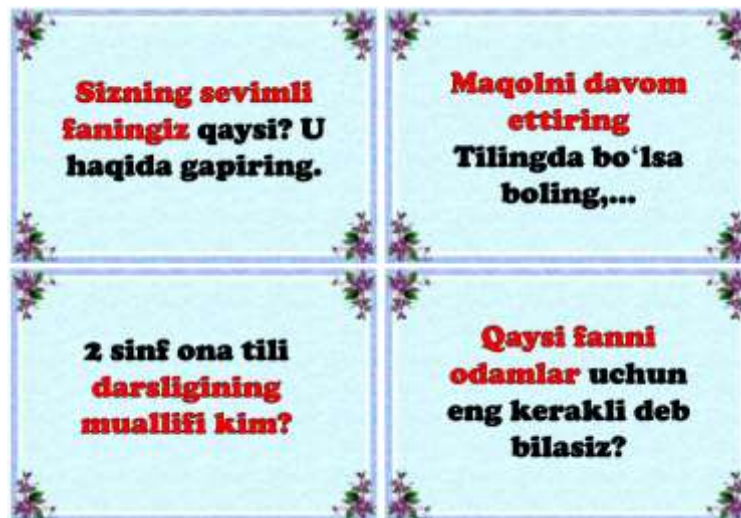 Sizning sevimli
faningiz qaysi? U
haqida gapiring.
Maqolni davom
ettiring
Tilingda bo‘lsa
boling,...
2 sinf ona tili
darsligining
muallifi kim?
Qaysi fanni
odamlar uchun
eng kerakli deb
bilasiz?